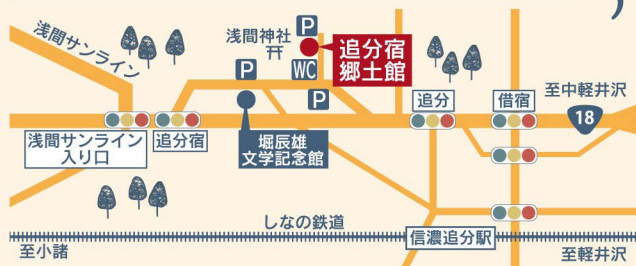 浅間サンライン
浅間神社
P
追分宿
郷土館
P
WC
P
追分
借宿
至中軽井沢
18
浅間サンライン
入り口
追分宿
堀辰雄
文学記念館
しなの鉄道
信濃追分駅
至小諸
至軽井沢